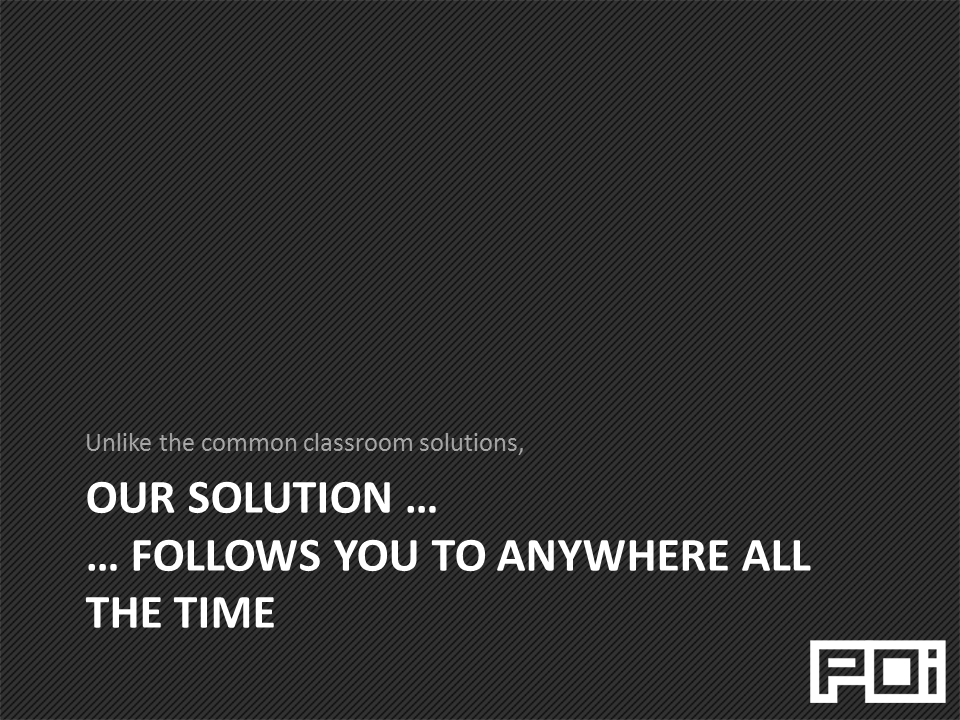 Unlike the common classroom solutions,
OUR SOLUTION …
… FOLLOWS YOU TO ANYWHERE ALL
THE TIME
POi